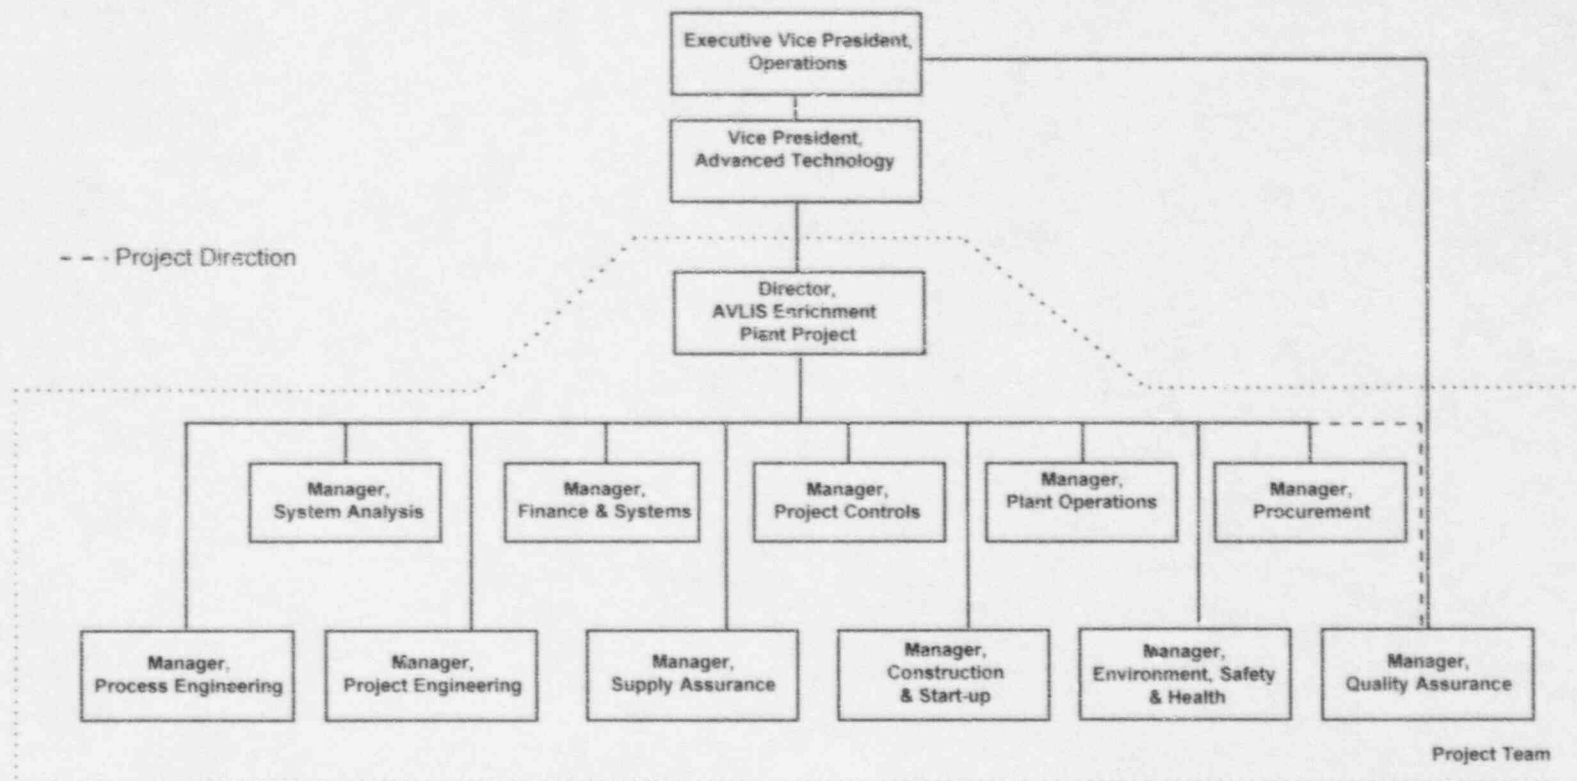 Executive Vice President,
Operations
Vice President,
Advanced Technology
- - - Project Direction
Director,
AVLIS Enrichment
Plant Project
Manager,
System Analysis
Manager,
Finance & Systems
Manager,
Project Controls
Manager,
Plant Operations
Manager,
Procurement
Manager,
Process Engineering
Manager,
Project Engineering
Manager,
Supply Assurance
Manager,
Construction
& Start-up
Manager,
Environment, Safety
& Health
Manager,
Quality Assurance
Project Team